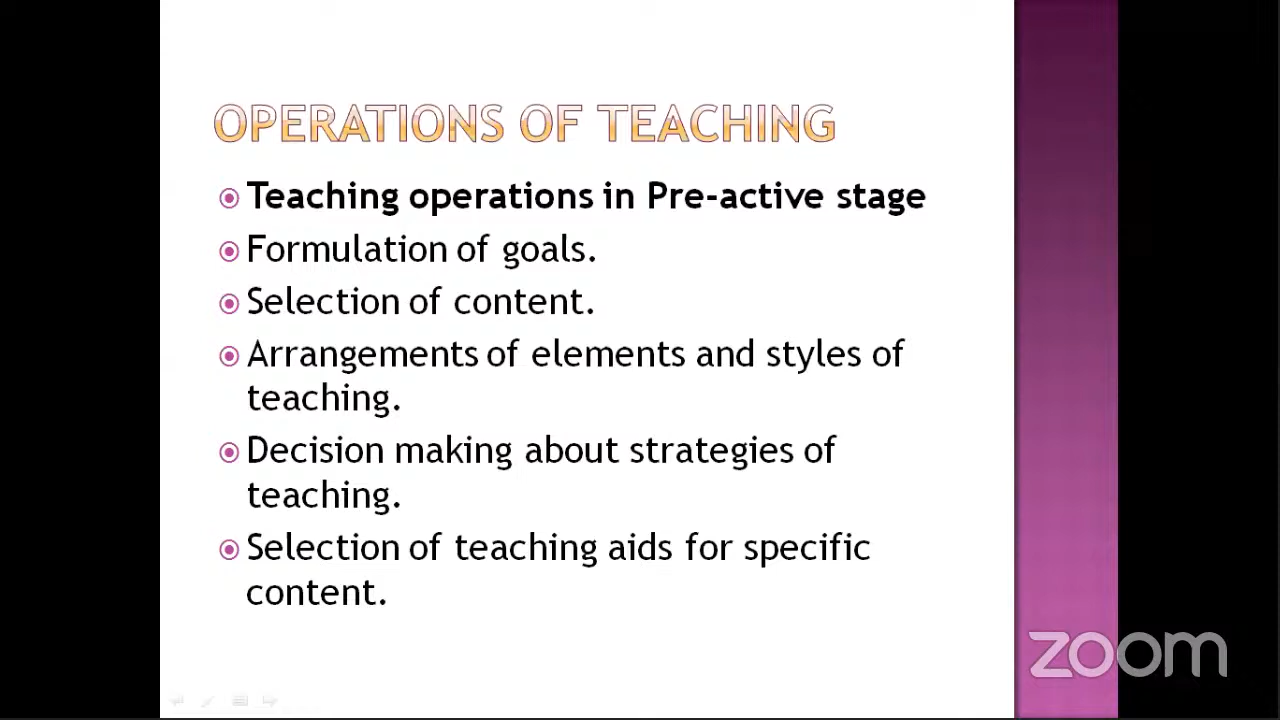 OPERATIONS OF TEACHING
Teaching operations in Pre-active stage
Formulation of goals.
Selection of content.
Arrangements of elements and styles of
teaching.
Decision making about strategies of
teaching.
Selection of teaching aids for specific
content.
zoom